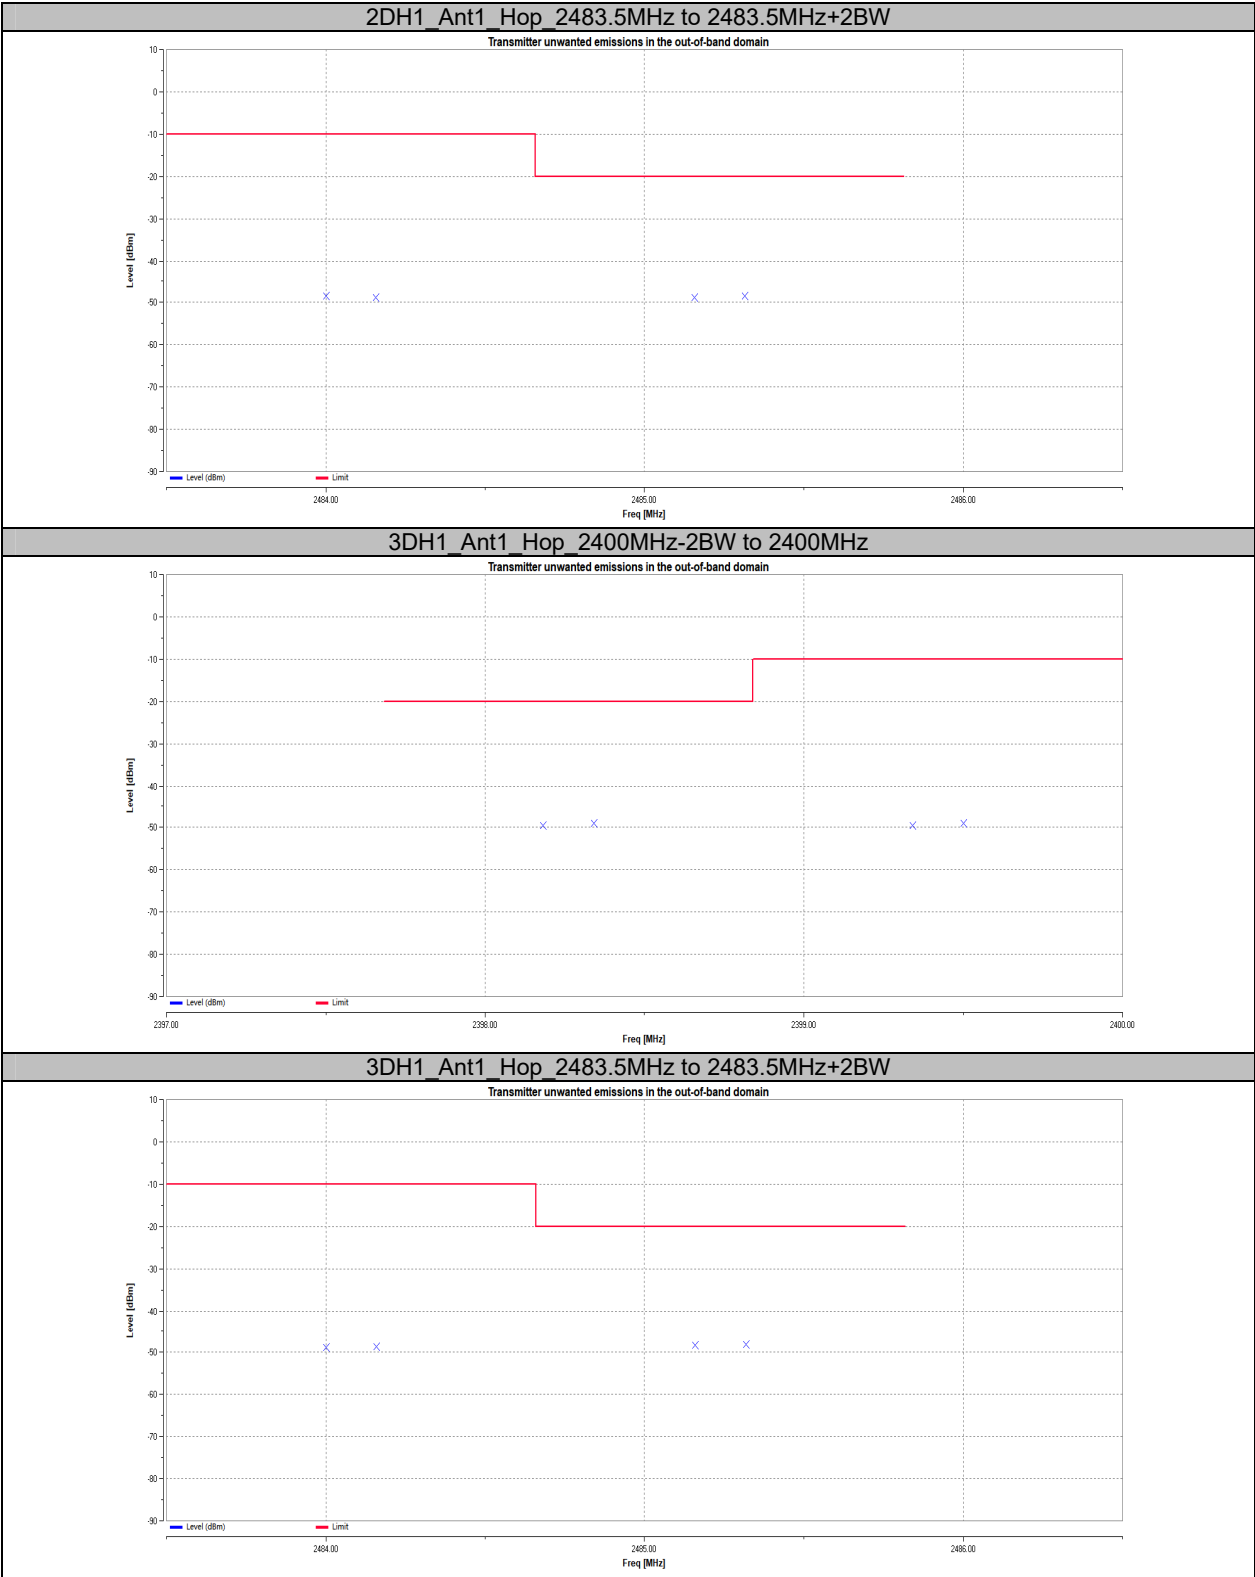 2DH1_Ant1_Hop_2483.5MHz to 2483.5MHz+2BW
Transmitter unwanted emissions in the out-of-band domain
10
0
-10
-20
-30
-40
-50
-60
-70
-80
-90
Level [dBm]
Level (dBm) Limit
2484.00 2485.00 2486.00
Freq [MHz]
3DH1_Ant1_Hop_2400MHz-2BW to 2400MHz
Transmitter unwanted emissions in the out-of-band domain
10
0
-10
-20
-30
-40
-50
-60
-70
-80
-90
Level [dBm]
Level (dBm) Limit
2397.00 2398.00 2399.00 2400.00
Freq [MHz]
3DH1_Ant1_Hop_2483.5MHz to 2483.5MHz+2BW
Transmitter unwanted emissions in the out-of-band domain
10
0
-10
-20
-30
-40
-50
-60
-70
-80
-90
Level [dBm]
Level (dBm) Limit
2484.00 2485.00 2486.00
Freq [MHz]